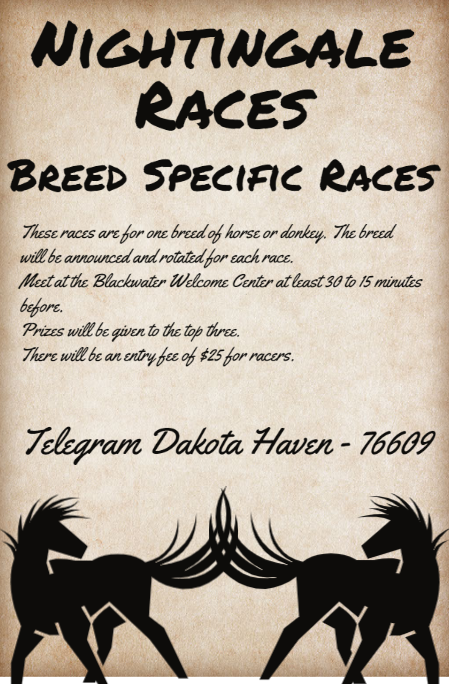 NIGHTINGALE
RACES
BREED SPECIFIC RACES
These races are for one breed of horse or donkey. The breed
will be announced and rotated for each race.
Meet at the Blackwater Welcome Center at least 30 to 15 minutes
before.
Prizes will be given to the top three.
There will be an entry fee of $25 for racers.
Telegram Dakota Haven - 76609